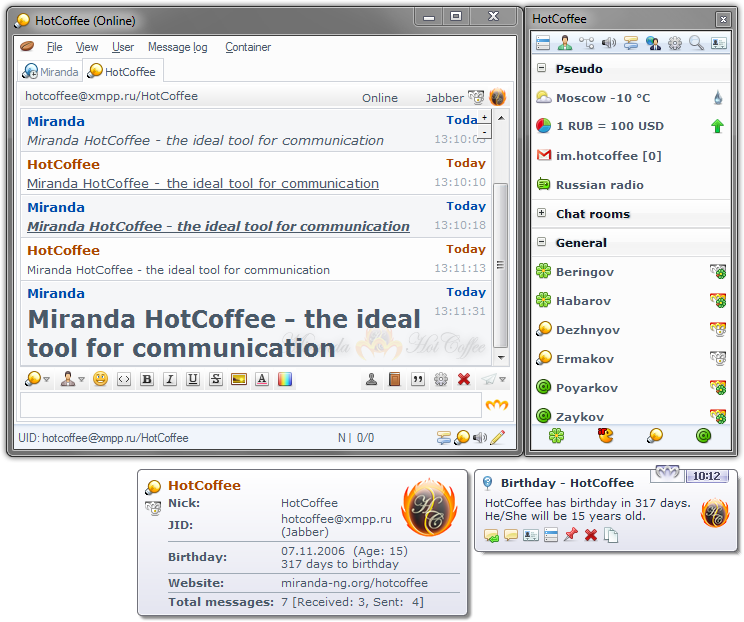 HotCoffee (Online)
File View User Message log Container
Miranda HotCoffee
hotcoffee@xmpp.ru/HotCoffee Online Jabber
Miranda Today
Miranda HotCoffee - the ideal tool for communication 13:10:05
HotCoffee Today
Miranda HotCoffee - the ideal tool for communication 13:10:10
Miranda Today
Miranda HotCoffee - the ideal tool for communication 13:10:18
HotCoffee Today
Miranda HotCoffee - the ideal tool for communication 13:11:13
Miranda Today
Miranda HotCoffee - the ideal 13:11:31
tool for communication
Miranda HotCoffee
B I U S A
UID: hotcoffee@xmpp.ru/HotCoffee N | 0/0
HotCoffee
Pseudo
Moscow -10 °C
1 RUB = 100 USD
im.hotcoffee [0]
Russian radio
Chat rooms
General
Beringov
Habarov
Dezhnyov
Ermakov
Poyarkov
Zaykov
HotCoffee
Nick: HotCoffee
JID: hotcoffee@xmpp.ru
(Jabber)
Birthday: 07.11.2006 (Age: 15)
317 days to birthday
Website: miranda-ng.org/hotcoffee
Total messages: 7 [Received: 3, Sent: 4]
HC
Birthday - HotCoffee 10:12
HotCoffee has birthday in 317 days.
He/She will be 15 years old.
HC